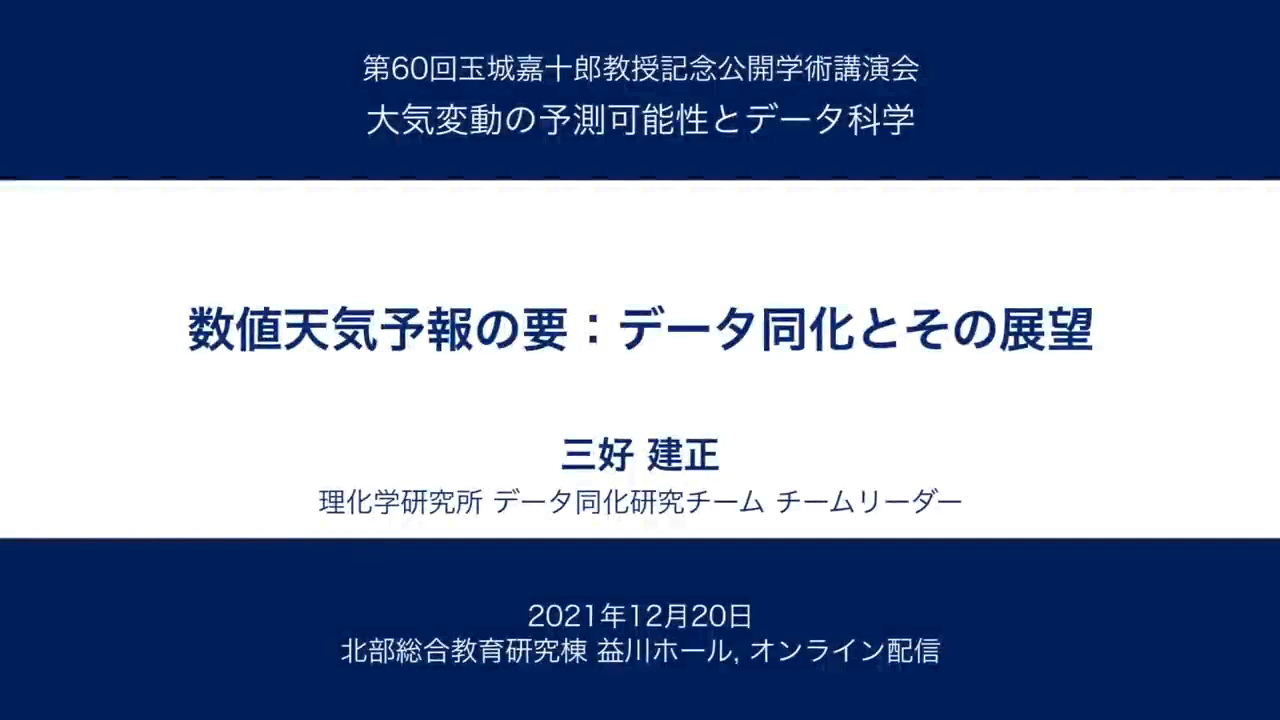 第60回玉城嘉十郎教授記念公開学術講演会
大気変動の予測可能性とデータ科学
数値天気予報の要：データ同化とその展望
三好 建正
理化学研究所 データ同化研究チーム チームリーダー
2021年12月20日
北部総合教育研究棟 益川ホール, オンライン配信